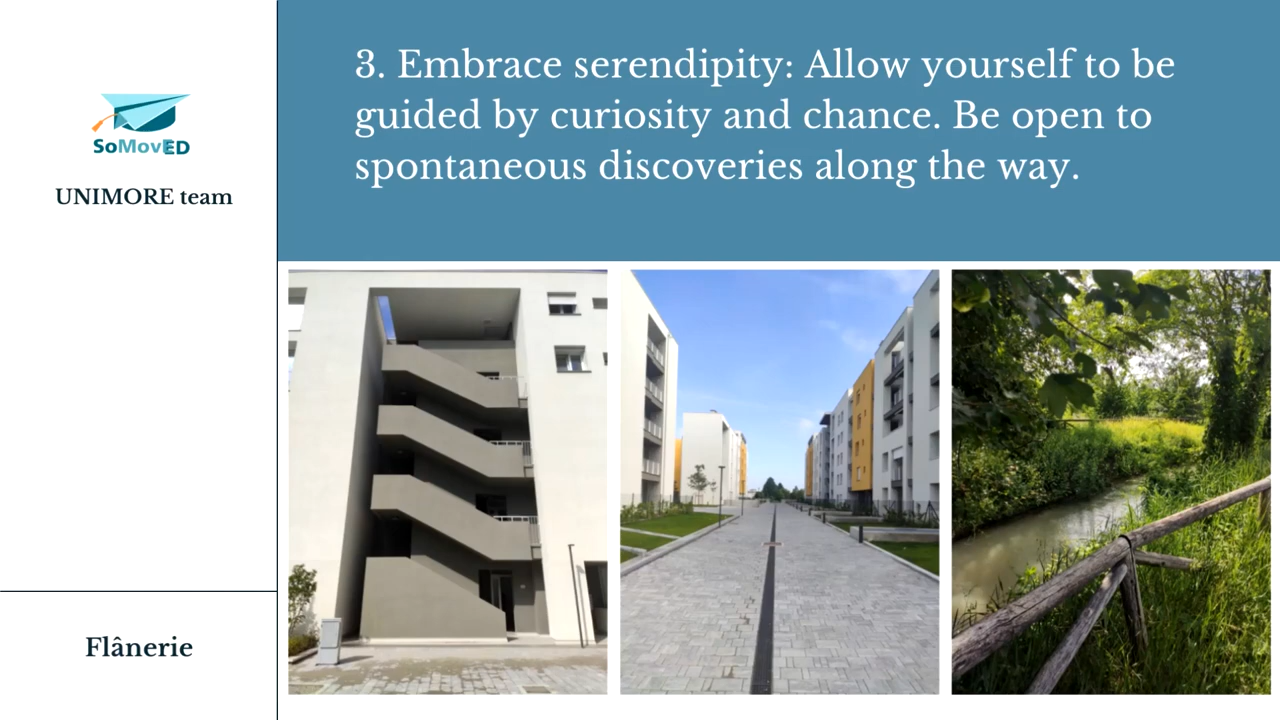 SoMovED
UNIMORE team
Flânerie
3. Embrace serendipity: Allow yourself to be
guided by curiosity and chance. Be open to
spontaneous discoveries along the way.